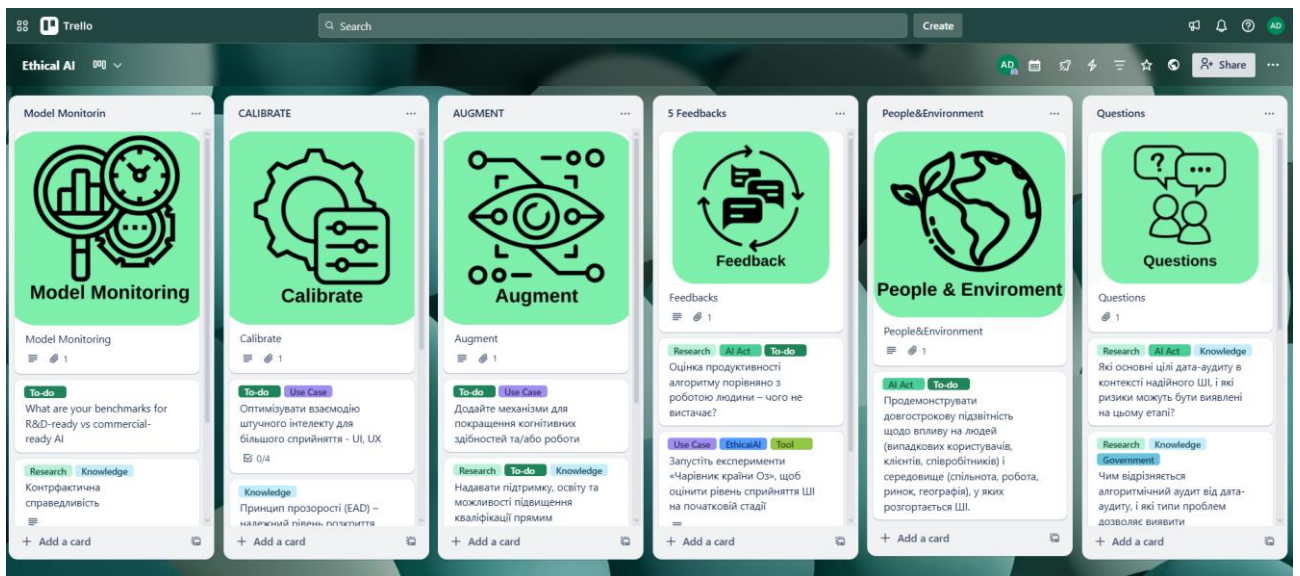 Trello
Search
Create
AD
Ethical AI
AD
Share
Model Monitorin
Model Monitoring
Model Monitoring
1
To-do
What are your benchmarks for
R&D-ready vs commercial-
ready AI
Research Knowledge
Контрфактична
справедливість
+ Add a card
CALIBRATE
Calibrate
Calibrate
1
To-do Use Case
Оптимізувати взаємодію
штучного інтелекту для
більшого сприйняття - UI, UX
0/4
Knowledge
Принцип прозорості (EAD) –
належний рівень розкриття
+ Add a card
AUGMENT
Augment
Augment
1
To-do Use Case
Додайте механізми для
покращення когнітивних
здібностей та/або роботи
Research To-do Knowledge
Надавати підтримку, освіту та
можливості підвищення
кваліфікації прямим
+ Add a card
5 Feedbacks
Feedback
Feedbacks
1
Research AI Act To-do
Оцінка продуктивності
алгоритму порівняно з
роботою людини – чого не
вистачає?
Use Case EthicaiAI Tool
Запустіть експерименти
«Чарівник країни Оз», щоб
оцінити рівень сприйняття ШІ
на початковій стадії
+ Add a card
People&Environment
People & Enviroment
People&Environment
1
AI Act To-do
Продемонструвати
довгострокову підзвітність
щодо впливу на людей
(випадкових користувачів,
клієнтів, співробітників) і
середовище (спільнота, робота,
ринок, географія), у яких
розгортається ШІ.
+ Add a card
Questions
?
Questions
Questions
1
Research AI Act Knowledge
Які основні цілі дата-аудиту в
контексті надійного ШІ, і які
ризики можуть бути виявлені
на цьому етапі?
Research Knowledge
Government
Чим відрізняється
алгоритмічний аудит від дата-
аудиту, і які типи проблем
дозволяє виявити
+ Add a card